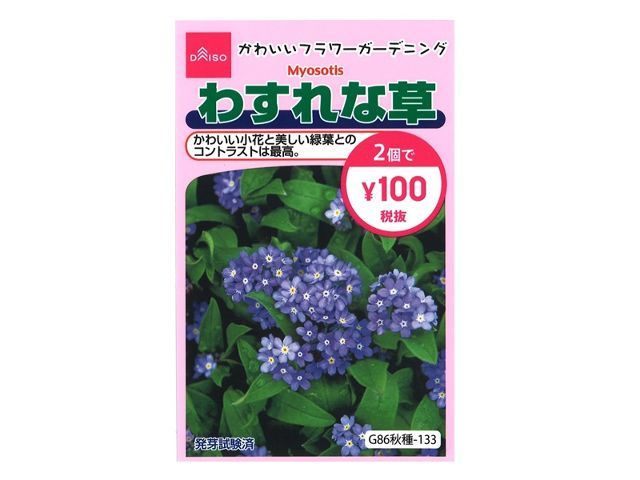 DAISO
かわいいフラワーガーデニング
Myosotis
わすれな草
かわいい小花と美しい緑葉との
コントラストは最高。
2個で
¥100
税抜
発芽試験済
G86秋種-133